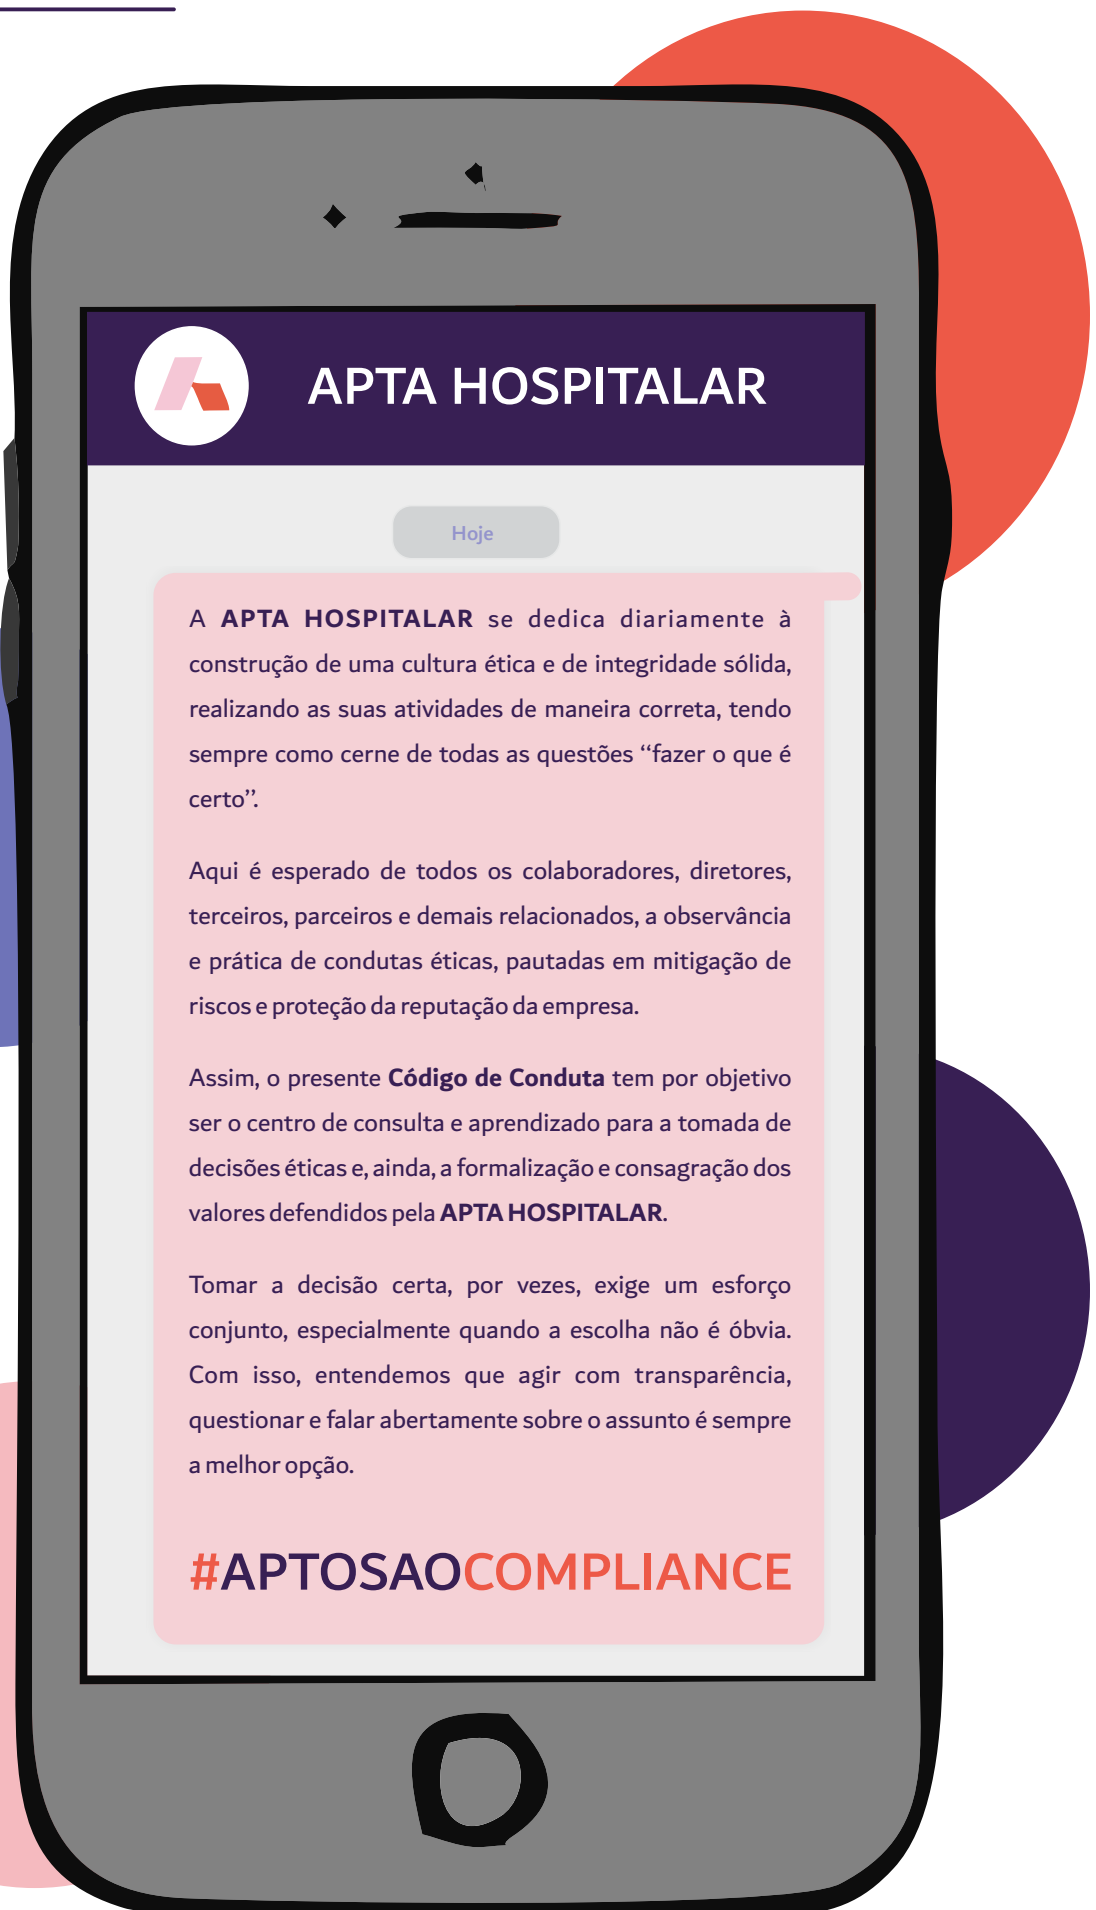 APTA HOSPITALAR
Hoje
A APTA HOSPITALAR se dedica diariamente à
construção de uma cultura ética e de integridade sólida,
realizando as suas atividades de maneira correta, tendo
sempre como cerne de todas as questões ‘‘fazer o que é
certo’’.
Aqui é esperado de todos os colaboradores, diretores,
terceiros, parceiros e demais relacionados, a observância
e prática de condutas éticas, pautadas em mitigação de
riscos e proteção da reputação da empresa.
Assim, o presente Código de Conduta tem por objetivo
ser o centro de consulta e aprendizado para a tomada de
decisões éticas e, ainda, a formalização e consagração dos
valores defendidos pela APTA HOSPITALAR.
Tomar a decisão certa, por vezes, exige um esforço
conjunto, especialmente quando a escolha não é óbvia.
Com isso, entendemos que agir com transparência,
questionar e falar abertamente sobre o assunto é sempre
a melhor opção.
#APTOSAOCOMPLIANCE